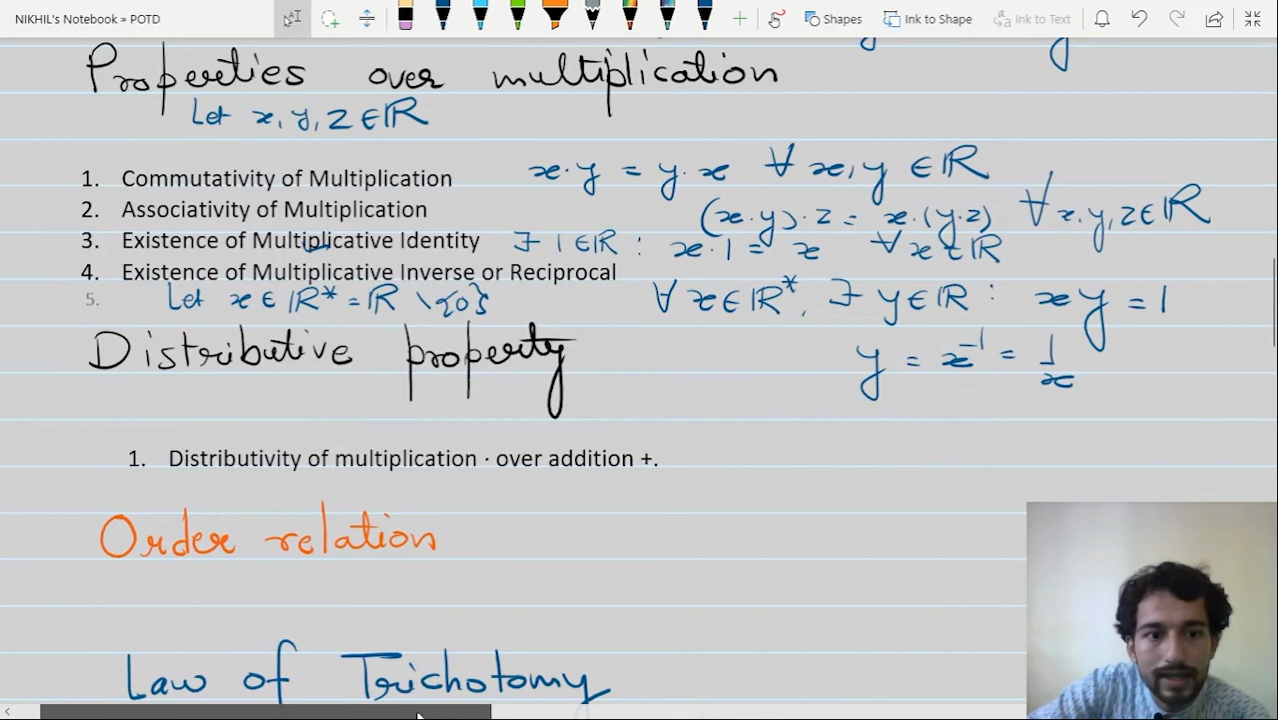 NIKHIL's Notebook » POTD
Shapes
Ink to Shape
Ink to Text
Properties over multiplication
Let x, y, z ∈ ℝ
1. Commutativity of Multiplication x·y = y·x ∀ x, y ∈ ℝ
2. Associativity of Multiplication (x·y)·z = x·(y·z) ∀ x, y, z ∈ ℝ
3. Existence of Multiplicative Identity ∃ 1 ∈ ℝ : x·1 = x ∀ x ∈ ℝ
4. Existence of Multiplicative Inverse or Reciprocal
5. Let x ∈ ℝ* = ℝ \ {0} ∀ x ∈ ℝ*, ∃ y ∈ ℝ : xy = 1
Distributive property y = x⁻¹ = 1/x
1. Distributivity of multiplication · over addition +.
Order relation
Law of Trichotomy